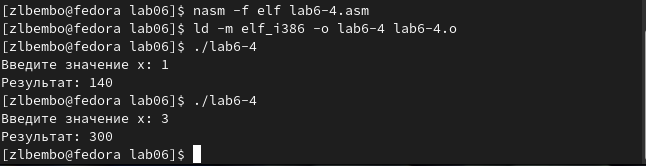 [zlbembo@fedora lab06]$ nasm -f elf lab6-4.asm
[zlbembo@fedora lab06]$ ld -m elf_i386 -o lab6-4 lab6-4.o
[zlbembo@fedora lab06]$ ./lab6-4
Введите значение x: 1
Результат: 140
[zlbembo@fedora lab06]$ ./lab6-4
Введите значение x: 3
Результат: 300
[zlbembo@fedora lab06]$